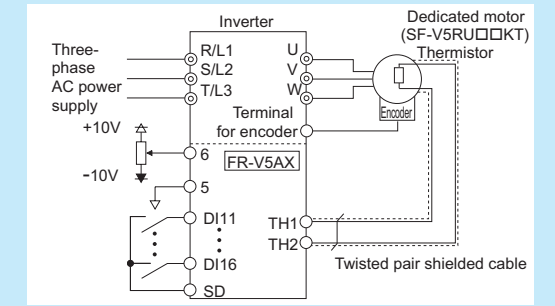 Inverter
Dedicated motor
(SF-V5RU□□KT)
Thermistor
Three-
phase
AC power
supply
R/L1
S/L2
T/L3
U
V
W
Encoder
Terminal
for encoder
+10V
-10V
6
FR-V5AX
5
DI11
DI16
SD
TH1
TH2
Twisted pair shielded cable